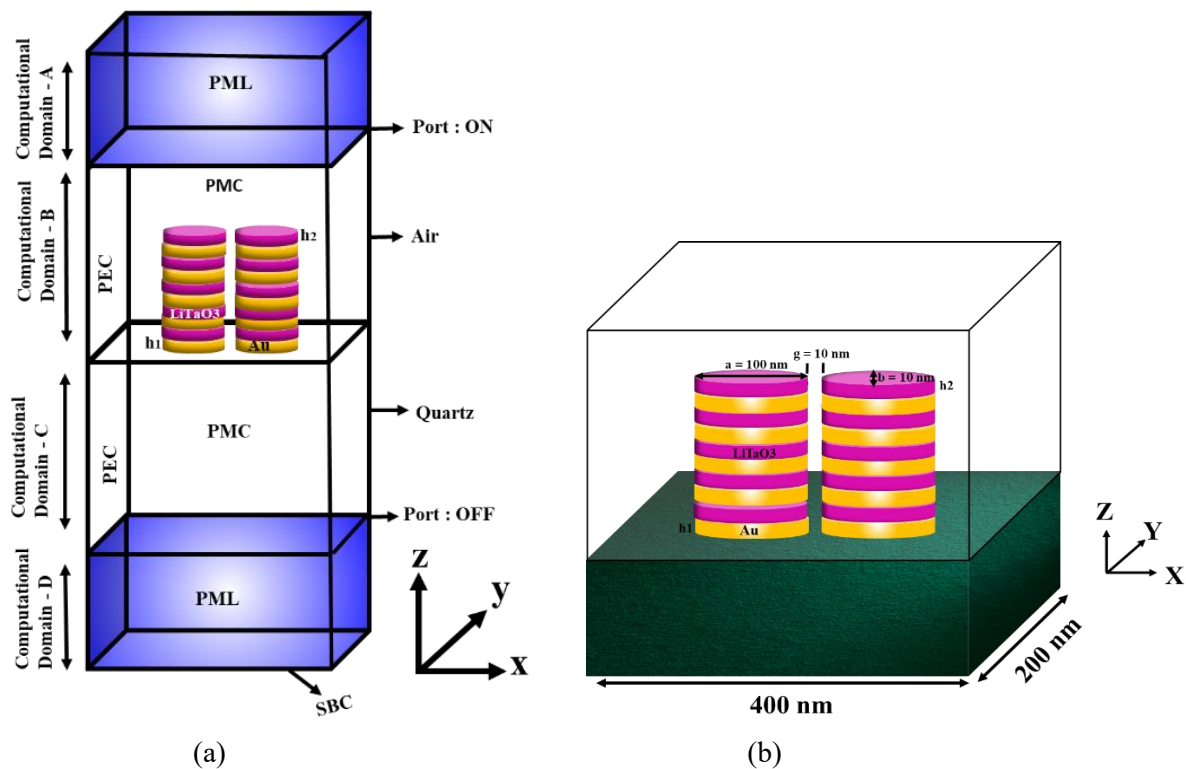 Computational
Domain - A
PML
Port : ON
Computational
Domain - B
PMC
PEC
h2
Air
LiTaO3
h1
Au
Computational
Domain - C
PEC
PMC
Quartz
Port : OFF
Computational
Domain - D
PML
SBC
z
y
x
(a)
g = 10 nm
a = 100 nm
b = 10 nm
h2
LiTaO3
h1
Au
Z
Y
X
200 nm
400 nm
(b)